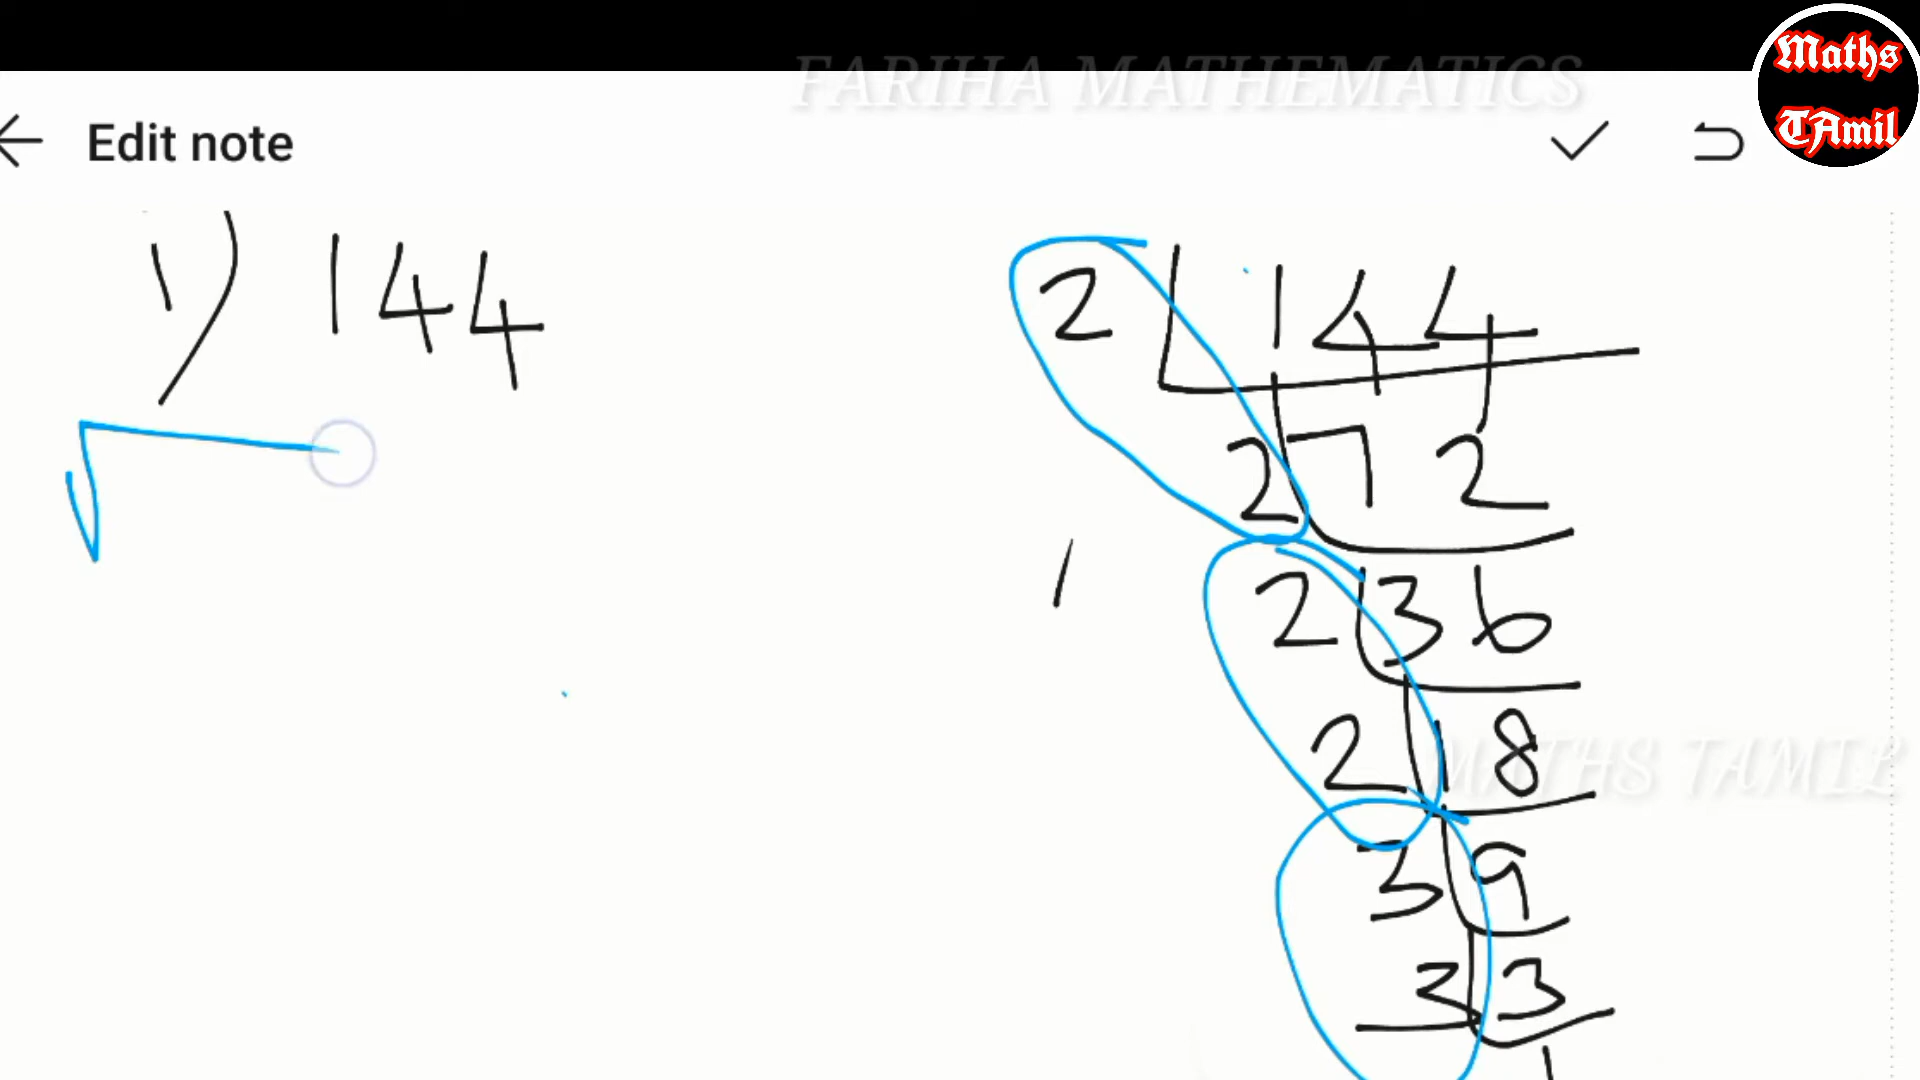 FARIHA MATHEMATICS
Maths
TAmil
Edit note
1) 144
2 144
2 72
2 36
2 18
MATHS TAMIL
3 9
3 3
1